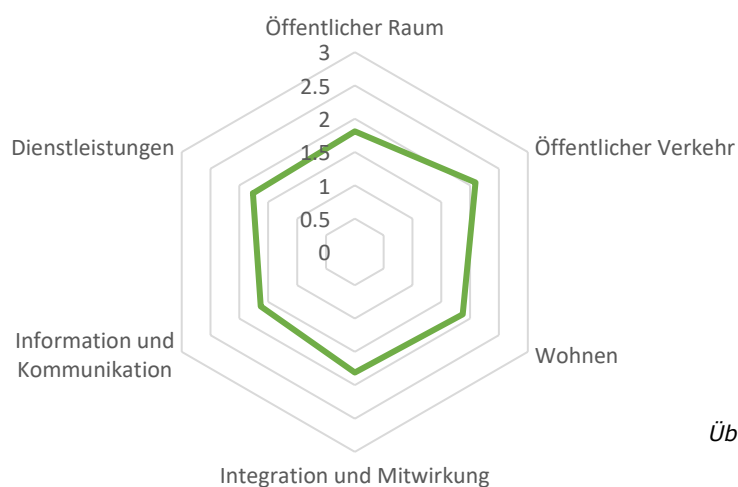 Öffentlicher Raum
3
2.5
2
1.5
1
0.5
0
Öffentlicher Verkehr
Wohnen
Integration und Mitwirkung
Information und
Kommunikation
Dienstleistungen
Üb